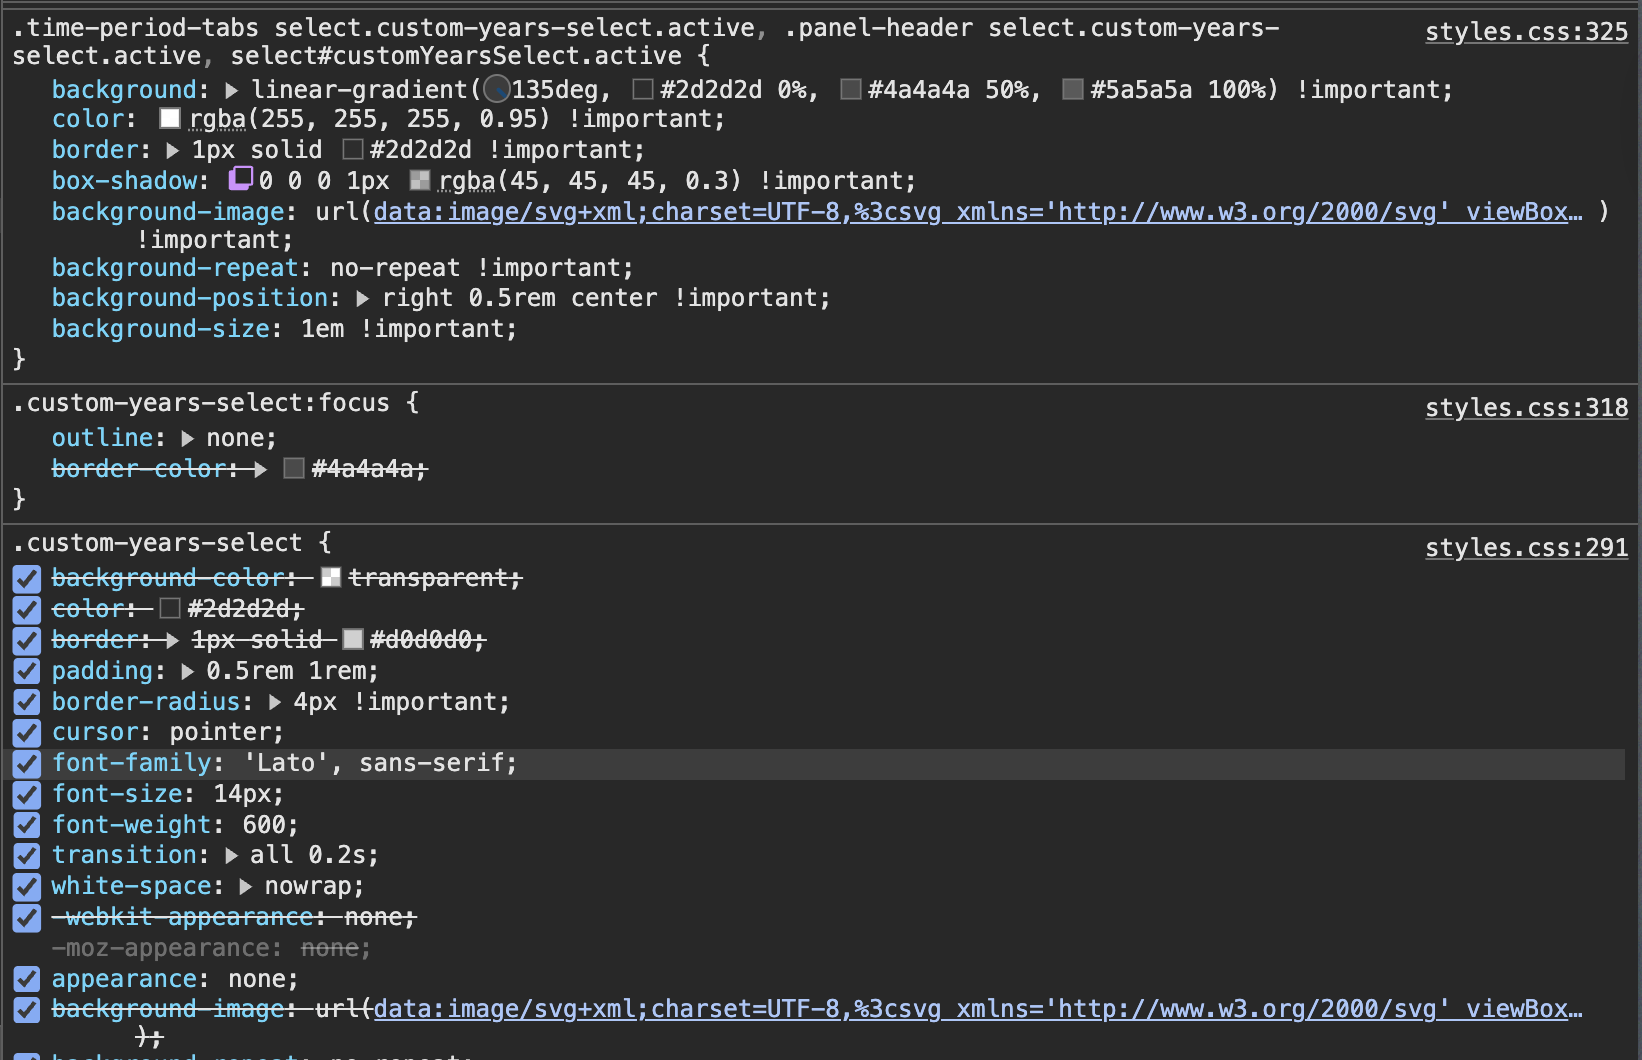 .time-period-tabs select.custom-years-select.active, .panel-header select.custom-years-
select.active, select#customYearsSelect.active {
styles.css:325
background: linear-gradient(135deg, #2d2d2d 0%, #4a4a4a 50%, #5a5a5a 100%) !important;
color: rgba(255, 255, 255, 0.95) !important;
border: 1px solid #2d2d2d !important;
box-shadow: 0 0 0 1px rgba(45, 45, 45, 0.3) !important;
background-image: url(data:image/svg+xml;charset=UTF-8,%3csvg xmlns='http://www.w3.org/2000/svg' viewBox… )
!important;
background-repeat: no-repeat !important;
background-position: right 0.5rem center !important;
background-size: 1em !important;
}
.custom-years-select:focus {
styles.css:318
outline: none;
border-color: #4a4a4a;
}
.custom-years-select {
styles.css:291
background-color: transparent;
color: #2d2d2d;
border: 1px solid #d0d0d0;
padding: 0.5rem 1rem;
border-radius: 4px !important;
cursor: pointer;
font-family: 'Lato', sans-serif;
font-size: 14px;
font-weight: 600;
transition: all 0.2s;
white-space: nowrap;
-webkit-appearance: none;
-moz-appearance: none;
appearance: none;
background-image: url(data:image/svg+xml;charset=UTF-8,%3csvg xmlns='http://www.w3.org/2000/svg' viewBox…
);
background-repeat: no-repeat;